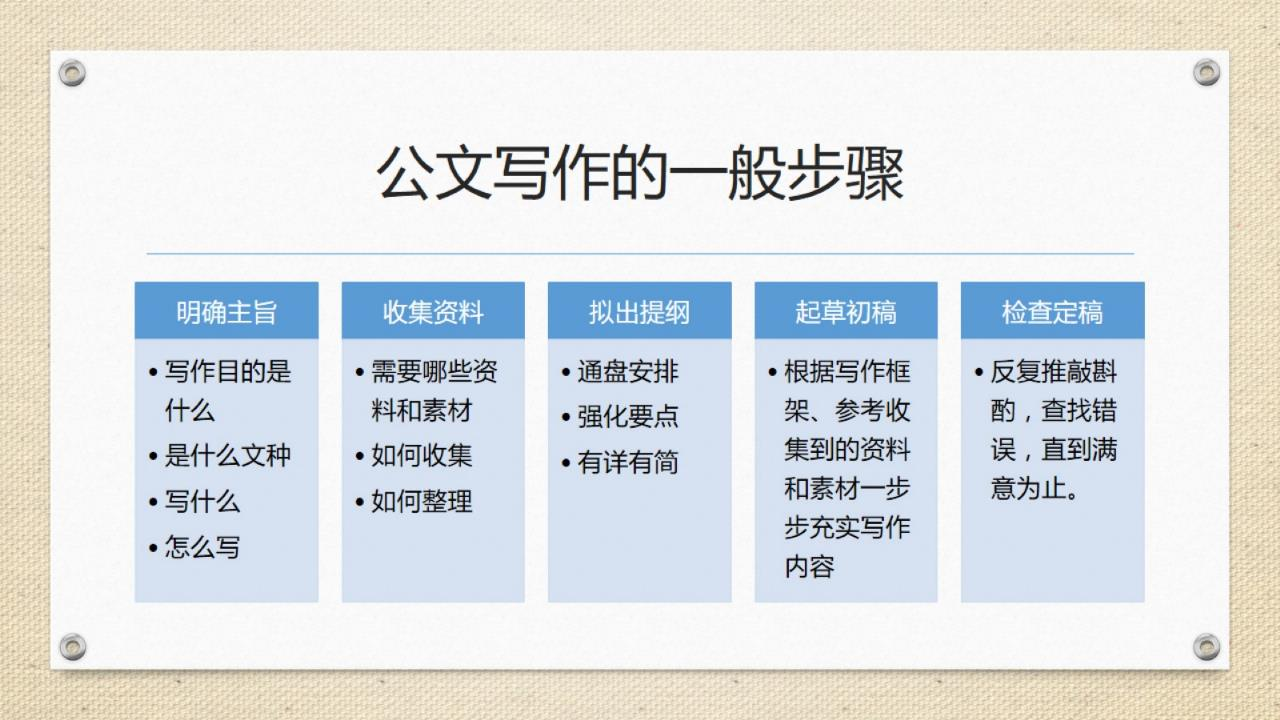 公文写作的一般步骤
明确主旨
• 写作目的是
什么
• 是什么文种
• 写什么
• 怎么写
收集资料
• 需要哪些资
料和素材
• 如何收集
• 如何整理
拟出提纲
• 通盘安排
• 强化要点
• 有详有简
起草初稿
• 根据写作框
架、参考收
集到的资料
和素材一步
步充实写作
内容
检查定稿
• 反复推敲斟
酌，查找错
误，直到满
意为止。